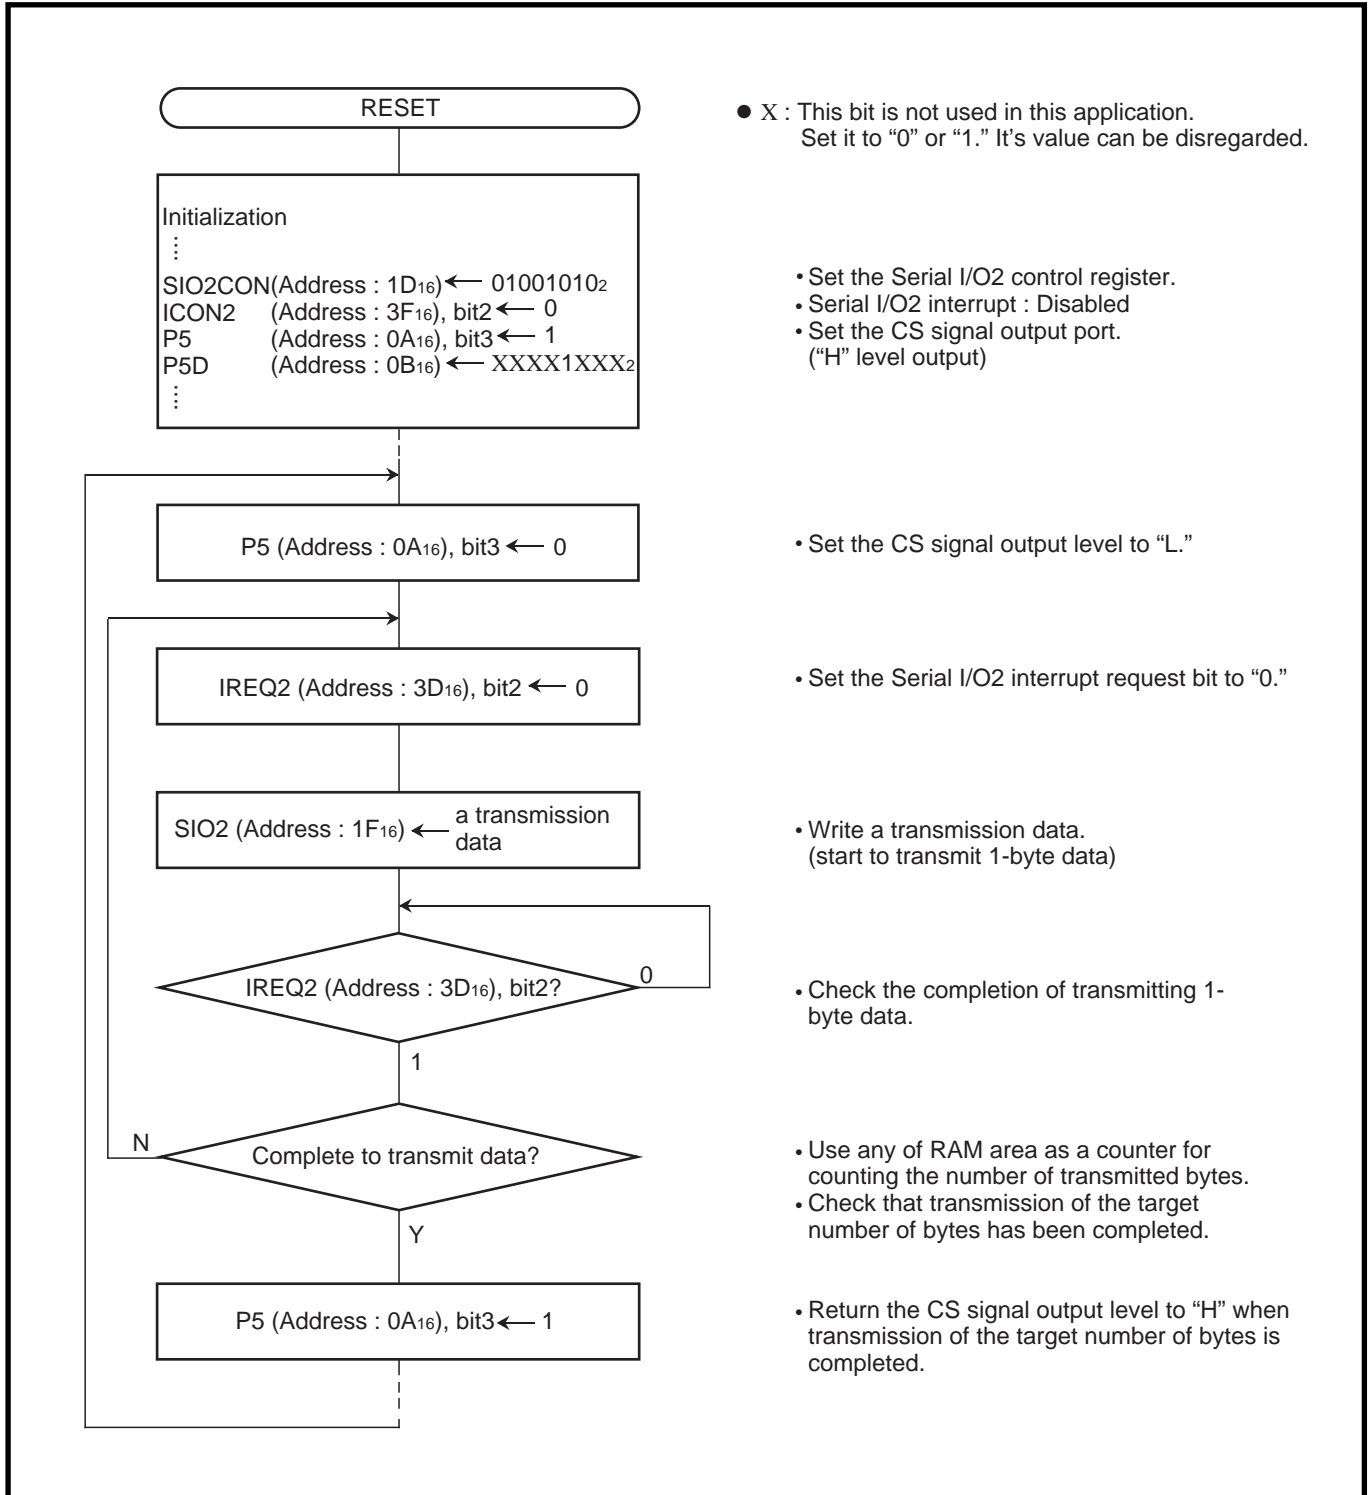 RESET
● X : This bit is not used in this application.
Set it to “0” or “1.” It’s value can be disregarded.
Initialization
⋮
SIO2CON(Address : 1D16) ← 010010102
ICON2 (Address : 3F16), bit2 ← 0
P5 (Address : 0A16), bit3 ← 1
P5D (Address : 0B16) ← XXXX1XXX2
⋮
• Set the Serial I/O2 control register.
• Serial I/O2 interrupt : Disabled
• Set the CS signal output port.
(“H” level output)
P5 (Address : 0A16), bit3 ← 0
• Set the CS signal output level to “L.”
IREQ2 (Address : 3D16), bit2 ← 0
• Set the Serial I/O2 interrupt request bit to “0.”
SIO2 (Address : 1F16) ← a transmission
data
• Write a transmission data.
(start to transmit 1-byte data)
IREQ2 (Address : 3D16), bit2?
0
1
• Check the completion of transmitting 1-
byte data.
Complete to transmit data?
N
Y
• Use any of RAM area as a counter for
counting the number of transmitted bytes.
• Check that transmission of the target
number of bytes has been completed.
P5 (Address : 0A16), bit3 ← 1
• Return the CS signal output level to “H” when
transmission of the target number of bytes is
completed.